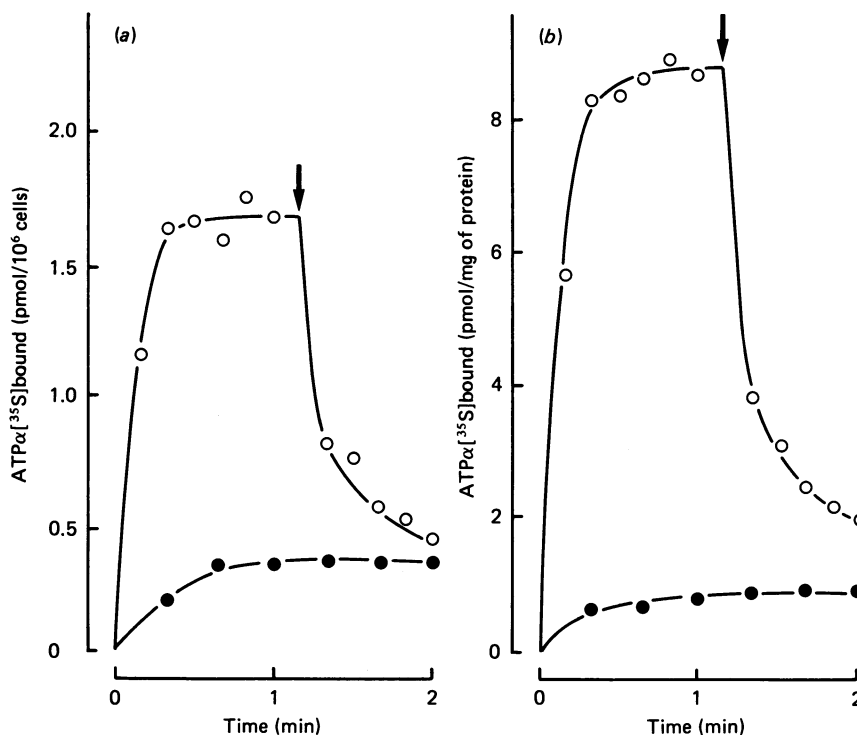 (a)
ATPα[³⁵S]bound (pmol/10⁶ cells)
2.0
1.5
1.0
0.5
0
0
1
2
Time (min)
(b)
ATPα[³⁵S]bound (pmol/mg of protein)
8
6
4
2
0
0
1
2
Time (min)